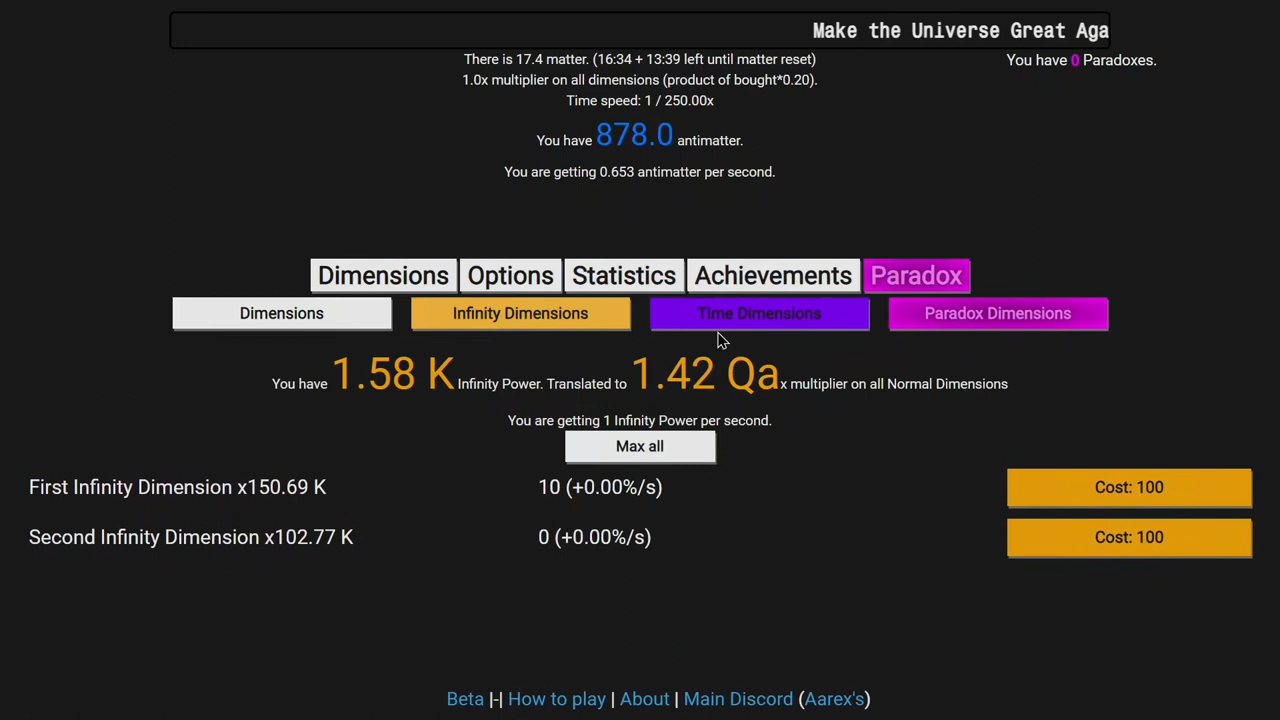 Make the Universe Great Aga
There is 17.4 matter. (16:34 + 13:39 left until matter reset)
You have 0 Paradoxes.
1.0x multiplier on all dimensions (product of bought*0.20).
Time speed: 1 / 250.00x
You have 878.0 antimatter.
You are getting 0.653 antimatter per second.
Dimensions Options Statistics Achievements Paradox
Dimensions Infinity Dimensions Time Dimensions Paradox Dimensions
You have 1.58 K Infinity Power. Translated to 1.42 Qa x multiplier on all Normal Dimensions
You are getting 1 Infinity Power per second.
Max all
First Infinity Dimension x150.69 K 10 (+0.00%/s) Cost: 100
Second Infinity Dimension x102.77 K 0 (+0.00%/s) Cost: 100
Beta |-| How to play | About | Main Discord (Aarex's)